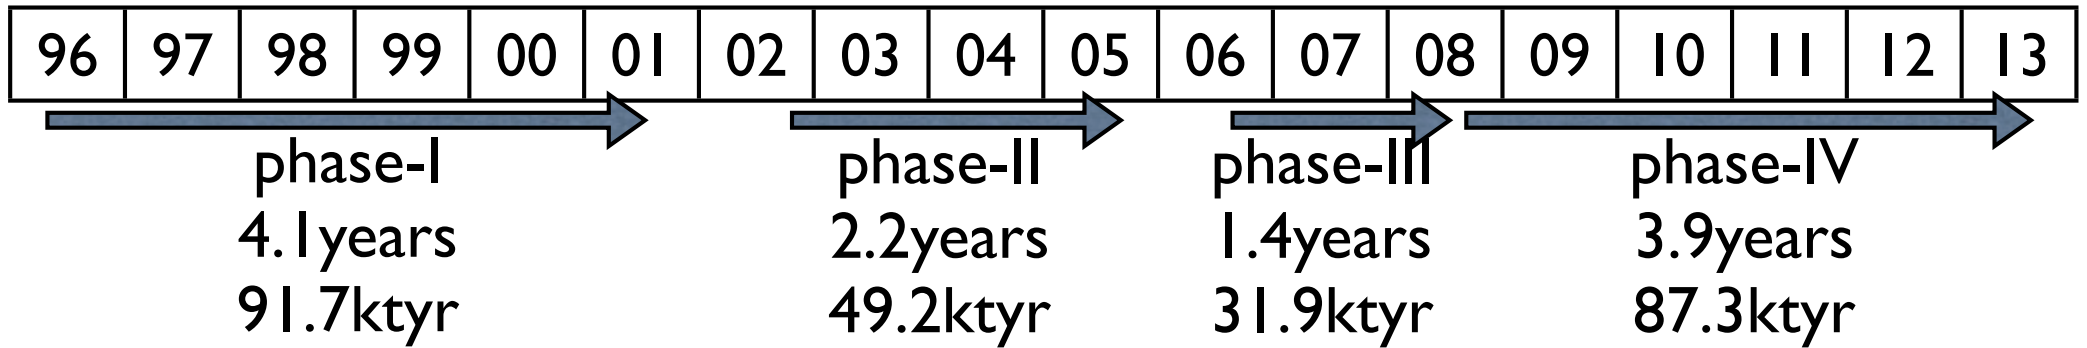 96 97 98 99 00 01 02 03 04 05 06 07 08 09 10 11 12 13
phase-I phase-II phase-III phase-IV
4.1years 2.2years 1.4years 3.9years
91.7ktyr 49.2ktyr 31.9ktyr 87.3ktyr